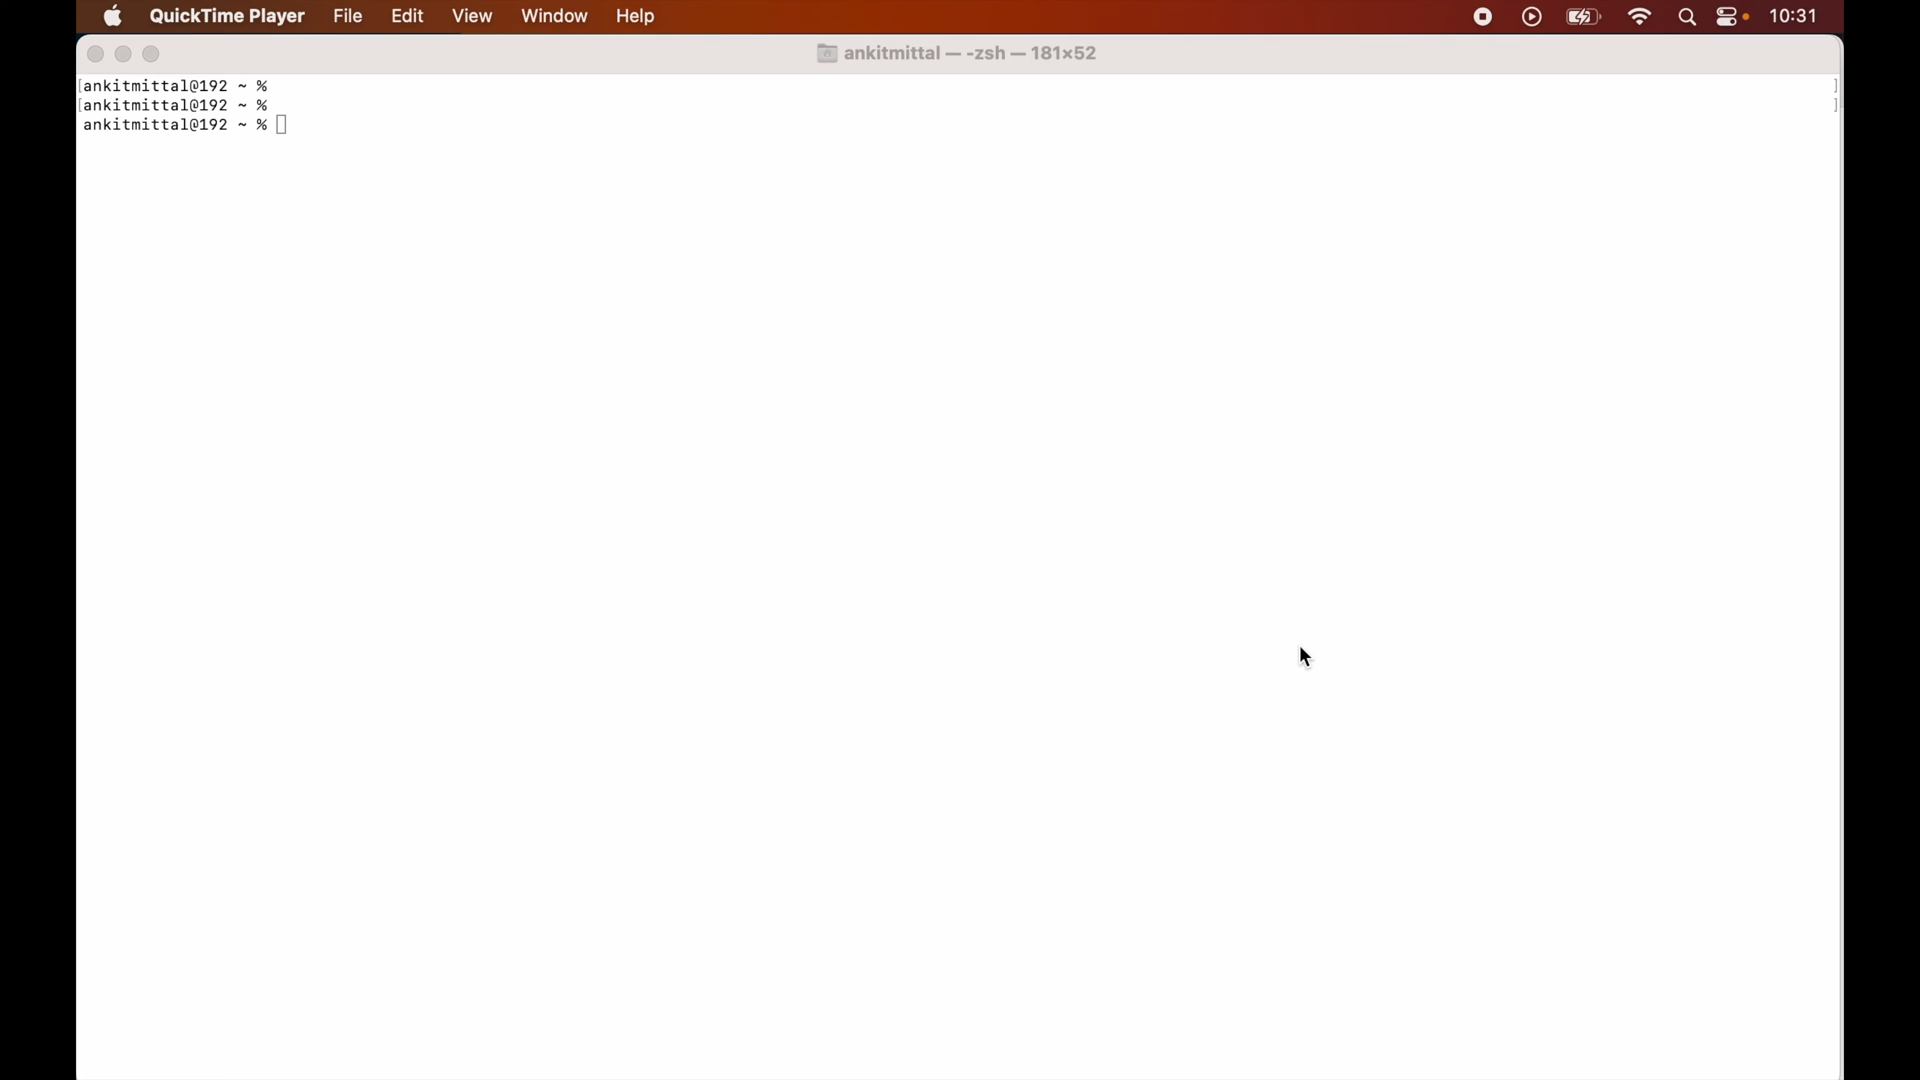 QuickTime Player File Edit View Window Help 10:31
ankitmittal — -zsh — 181×52
[ankitmittal@192 ~ % ]
[ankitmittal@192 ~ % ]
ankitmittal@192 ~ %